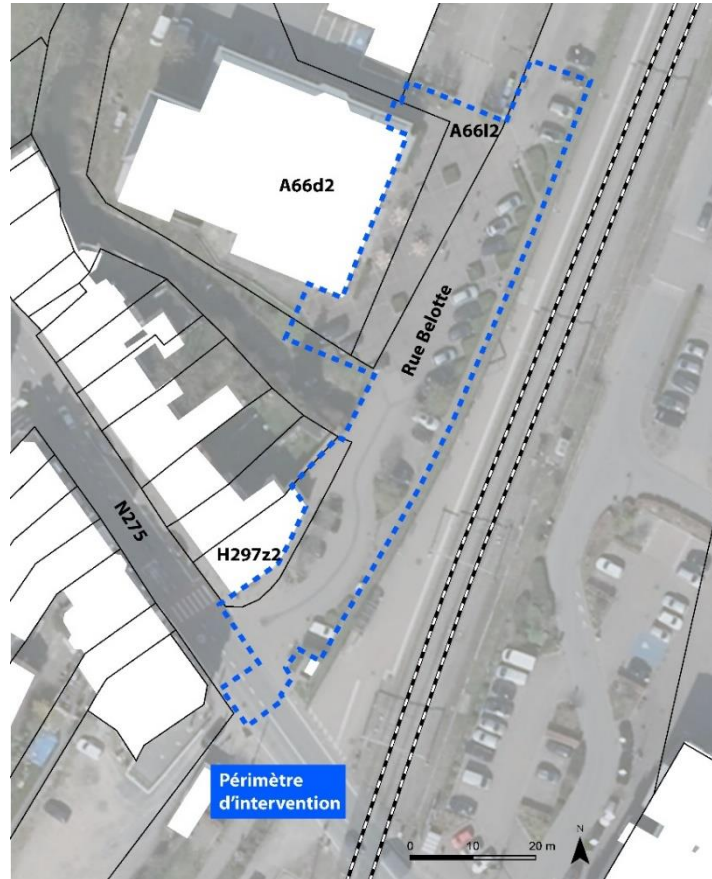 A66l2
A66d2
Rue Belotte
N275
H297z2
Périmètre
d'intervention
0 10 20 m
N